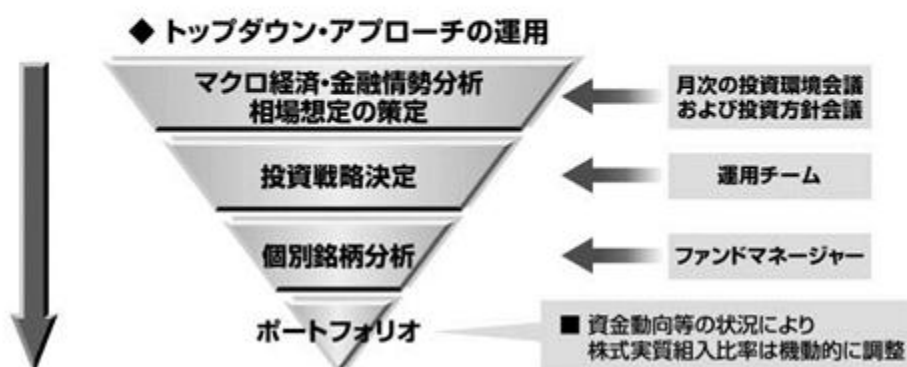 ◆ トップダウン・アプローチの運用
マクロ経済・金融情勢分析
相場想定の策定
月次の投資環境会議
および投資方針会議
投資戦略決定
運用チーム
個別銘柄分析
ファンドマネージャー
ポートフォリオ
■ 資金動向等の状況により
株式実質組入比率は機動的に調整